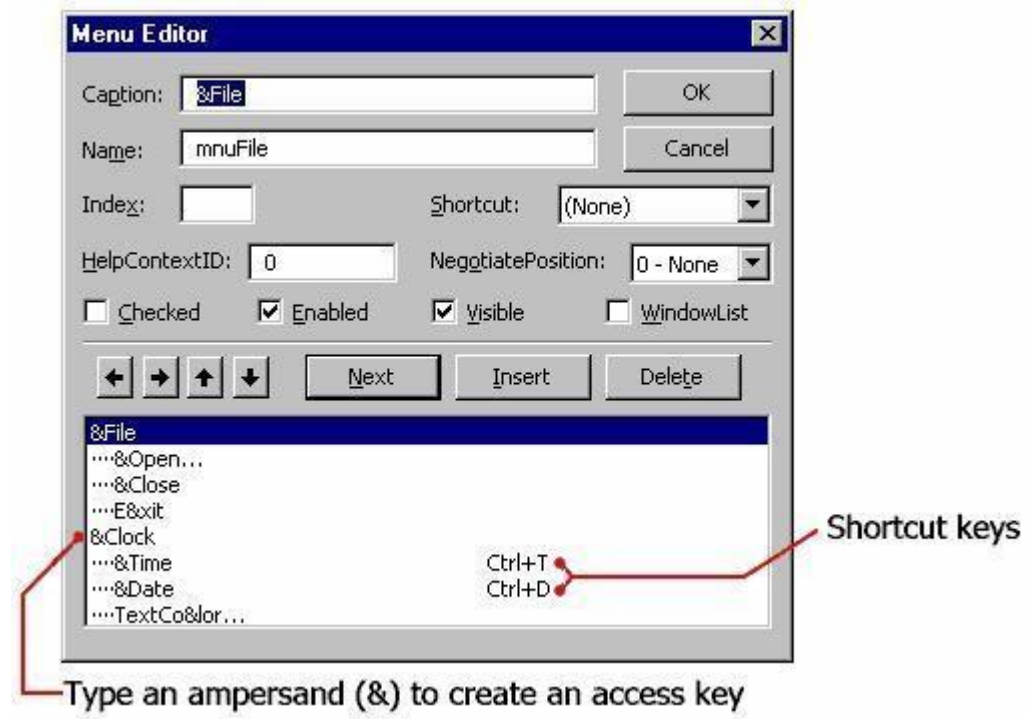 Menu Editor
Caption: &File OK
Name: mnuFile Cancel
Index: Shortcut: (None)
HelpContextID: 0 NegotiatePosition: 0 - None
Checked Enabled Visible WindowList
Next Insert Delete
&File
····&Open...
····&Close
····E&xit
&Clock
····&Time Ctrl+T
····&Date Ctrl+D
····TextCo&lor...
Shortcut keys
Type an ampersand (&) to create an access key